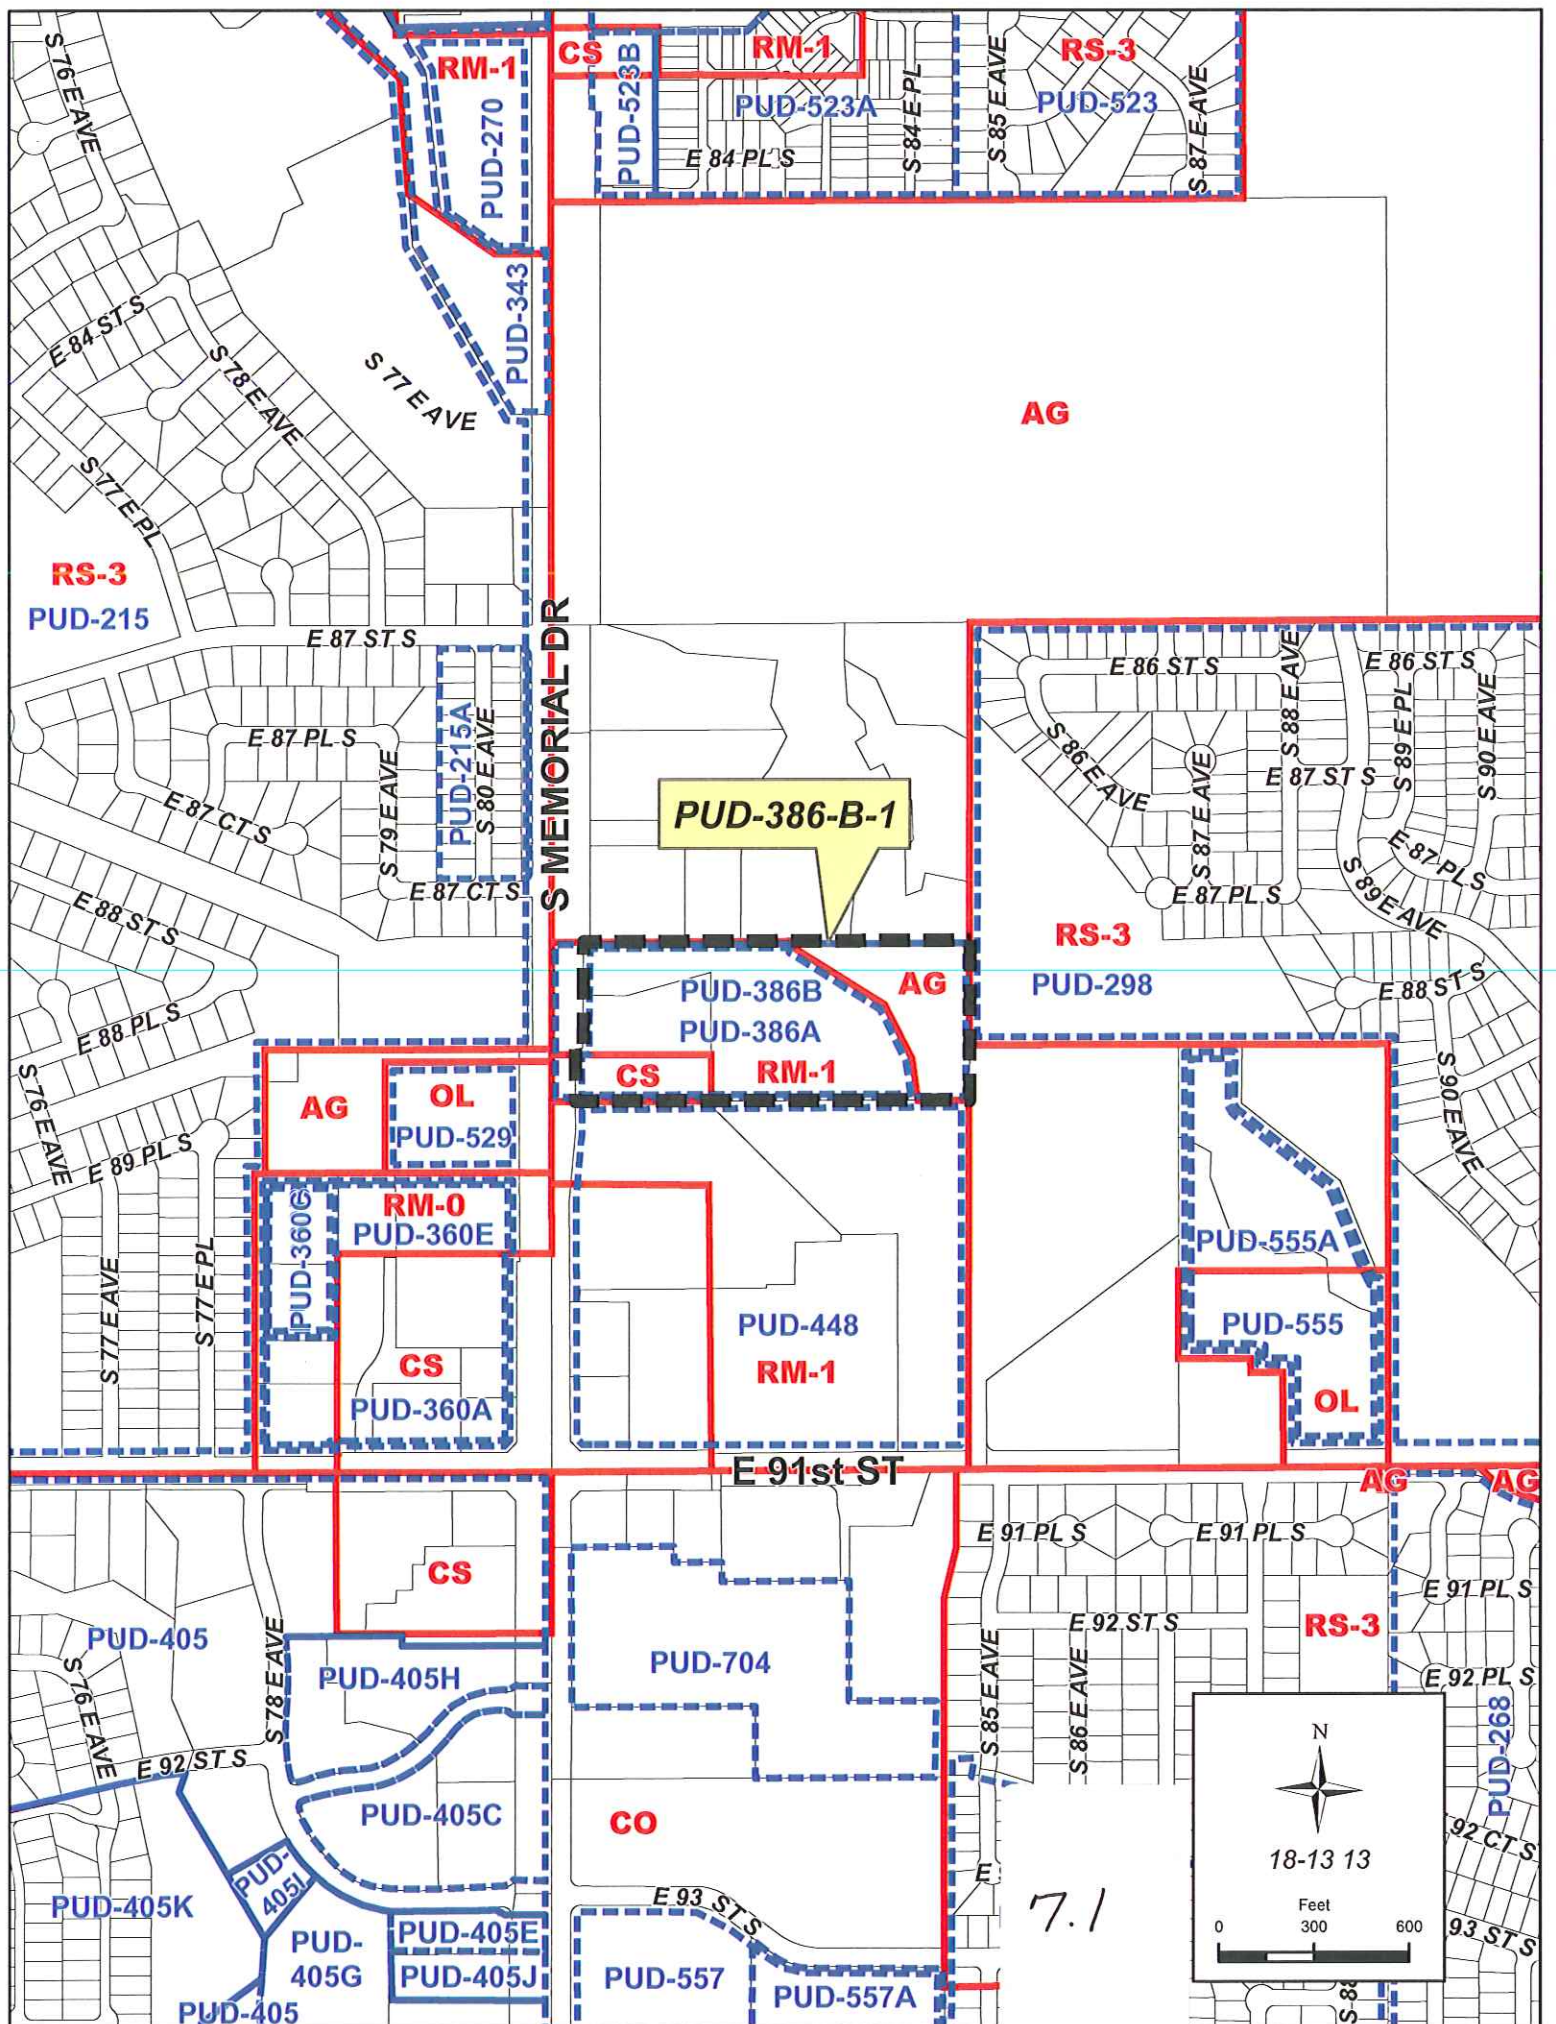 S 76 E AVE
RM-1
PUD-270
CS
PUD-523B
RM-1
PUD-523A
E 84 PL S
S 84 E PL
S 85 E AVE
RS-3
PUD-523
S 87 E AVE
PUD-343
E 84 ST S
S 78 E AVE
S 77 E AVE
S 77 E PL
AG
RS-3
PUD-215
E 87 ST S
PUD-215A
S 80 E AVE
E 87 PL S
S 79 E AVE
E 87 CT S
E 87 CT S
S MEMORIAL DR
E 86 ST S
E 86 ST S
S 88 E AVE
S 89 E PL
S 90 E AVE
S 86 E AVE
S 87 E AVE
E 87 ST S
E 87 PL S
E 87 PL S
S 89 E AVE
PUD-386-B-1
E 88 ST S
E 88 PL S
RS-3
PUD-298
E 88 ST S
S 90 E AVE
PUD-386B
PUD-386A
AG
CS
RM-1
S 76 E AVE
E 89 PL S
AG
OL
PUD-529
PUD-360G
RM-0
PUD-360E
S 77 E AVE
S 77 E PL
CS
PUD-360A
PUD-448
RM-1
PUD-555A
PUD-555
OL
E 91st ST
AG
AG
E 91 PL S
E 91 PL S
E 91 PL S
CS
PUD-405
S 78 E AVE
S 76 E AVE
PUD-405H
PUD-704
E 92 ST S
S 85 E AVE
S 86 E AVE
RS-3
E 92 PL S
PUD-268
E 92 ST S
PUD-405C
CO
PUD-
405I
PUD-405K
PUD-
405G
PUD-405E
PUD-405J
PUD-405
E 93 ST S
PUD-557
PUD-557A
E
7.1
N
18-13 13
Feet
0 300 600
92 CT S
93 ST S
S 88